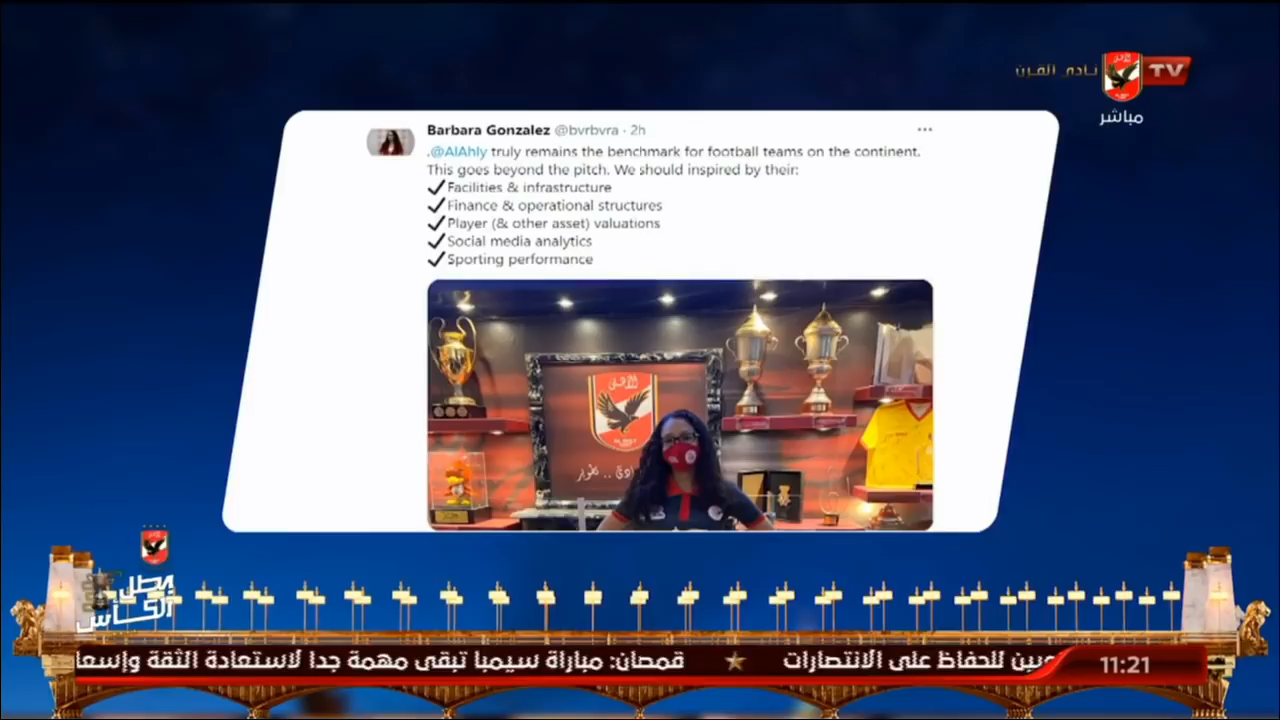 نادي القرن
TV
مباشر
Barbara Gonzalez @bvrbvra · 2h
.@AlAhly truly remains the benchmark for football teams on the continent.
This goes beyond the pitch. We should inspired by their:
✔Facilities & infrastructure
✔Finance & operational structures
✔Player (& other asset) valuations
✔Social media analytics
✔Sporting performance
الأهلي
بطل
الكأس
للحفاظ على الانتصارات ★ قمصان: مباراة سيمبا تبقى مهمة جدا لاستعادة الثقة
11:21